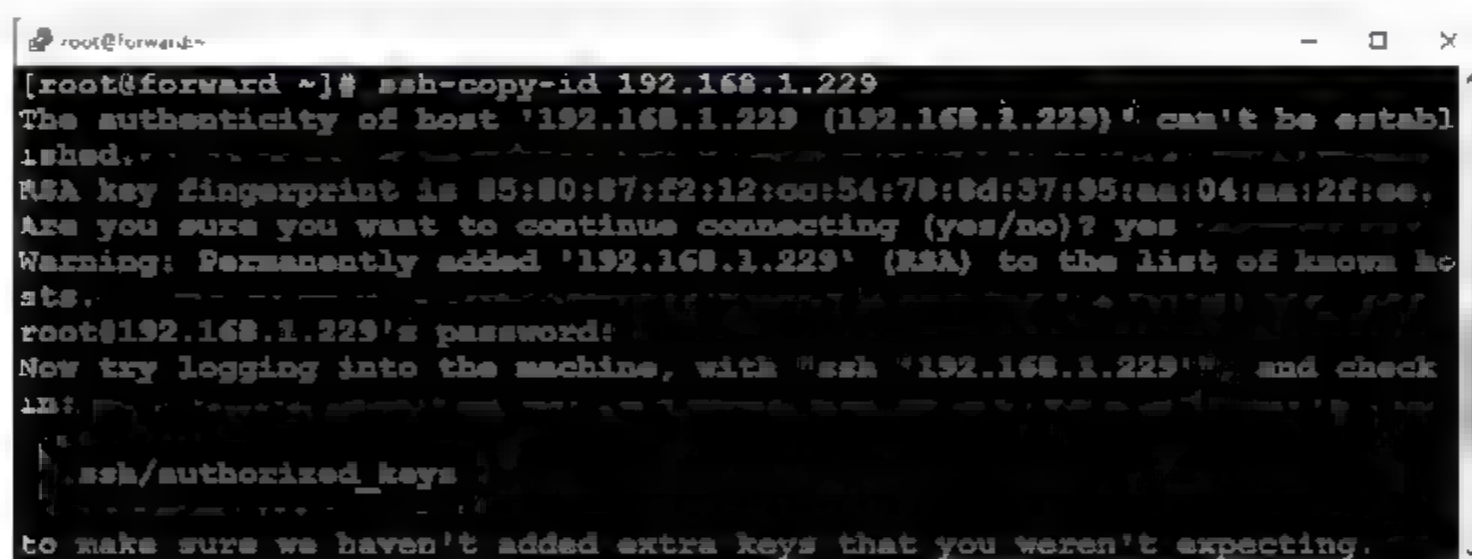 root@forward:~
[root@forward ~]# ssh-copy-id 192.168.1.229
The authenticity of host '192.168.1.229 (192.168.1.229)' can't be establ
ished.
RSA key fingerprint is 85:80:87:f2:12:cc:54:78:8d:37:95:aa:04:aa:2f:ee.
Are you sure you want to continue connecting (yes/no)? yes
Warning: Permanently added '192.168.1.229' (RSA) to the list of known ho
sts.
root@192.168.1.229's password:
Now try logging into the machine, with "ssh '192.168.1.229'", and check
in:
.ssh/authorized_keys
to make sure we haven't added extra keys that you weren't expecting.